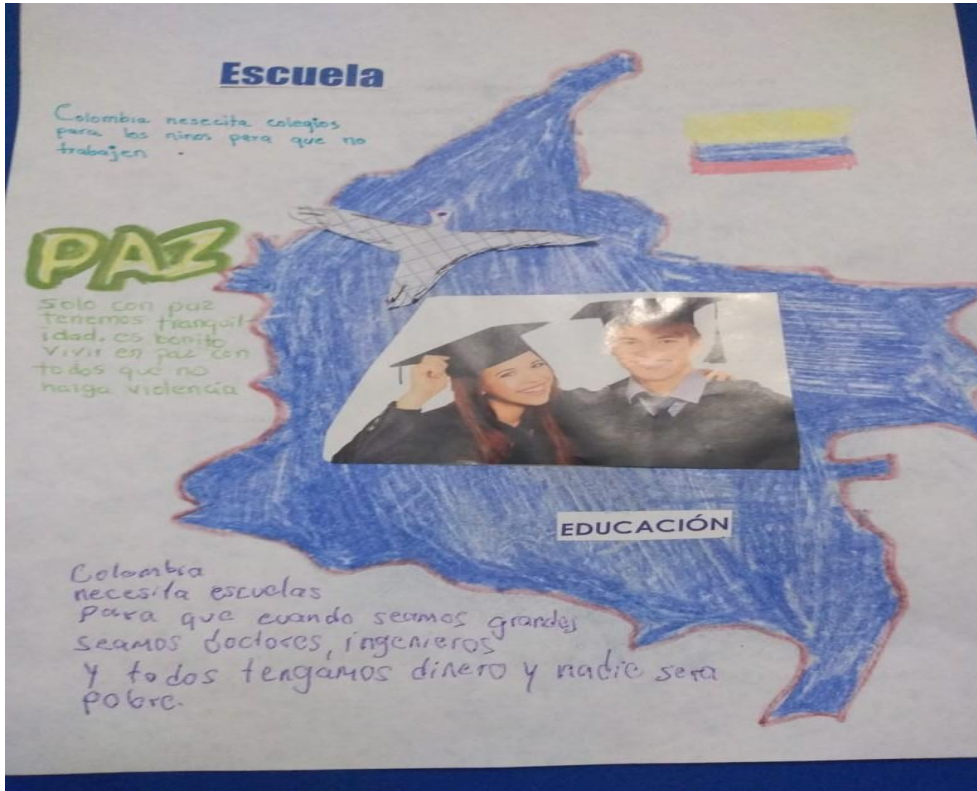 Escuela
Colombia nesecita colegios
para los niños para que no
trabajen .
PAZ
solo con paz
tenemos tranquil-
idad. es bonito
vivir en paz con
todos que no
haiga violencia
EDUCACIÓN
Colombia
necesita escuelas
para que cuando seamos grandes
seamos doctores, ingenieros
y todos tengamos dinero y nadie sera
pobre.